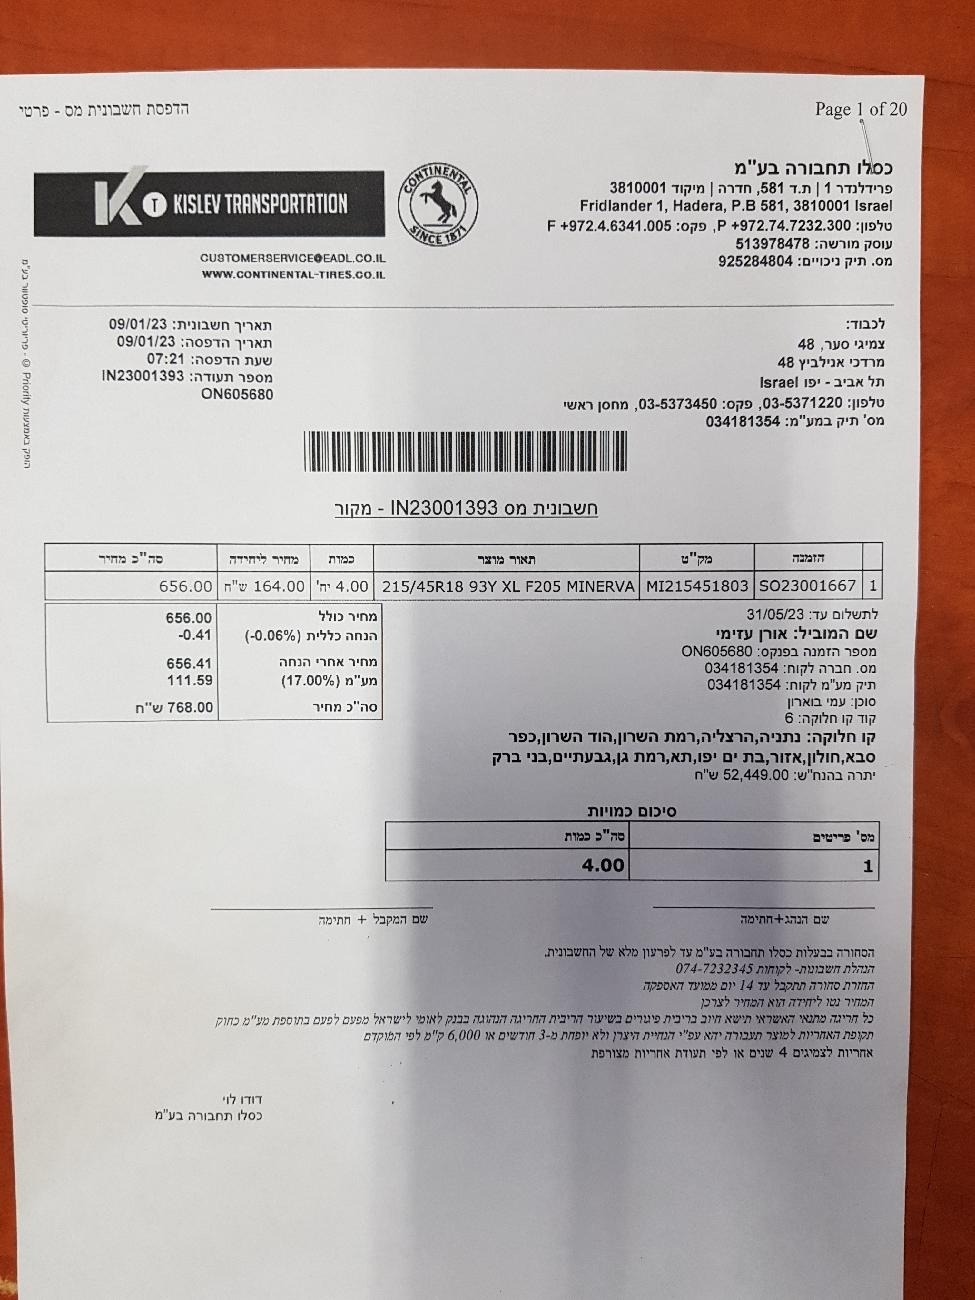 Page 1 of 20
הדפסת חשבונית מס - פרטי
כסלו תחבורה בע"מ
פרידלנדר 1 | ת.ד 581, חדרה | מיקוד 3810001
Fridlander 1, Hadera, P.B 581, 3810001 Israel
טלפון: P +972.74.7232.300, פקס: F +972.4.6341.005
עוסק מורשה: 513978478
מס. תיק ניכויים: 925284804
K T KISLEV TRANSPORTATION
CONTINENTAL
SINCE 1871
CUSTOMERSERVICE@EADL.CO.IL
WWW.CONTINENTAL-TIRES.CO.IL
לכבוד:
צמיגי סער, 48
מרדכי אנילביץ 48
תל אביב - יפו Israel
טלפון: 03-5371220, פקס: 03-5373450, מחסן ראשי
מס' תיק במע"מ: 034181354
תאריך חשבונית: 09/01/23
תאריך הדפסה: 09/01/23
שעת הדפסה: 07:21
מספר תעודה: IN23001393
ON605680
הופק באמצעות Priority © - פריוריטי סופטוור בע"מ
חשבונית מס IN23001393 - מקור
הזמנה מק"ט תאור מוצר כמות מחיר ליחידה סה"כ מחיר
1 SO23001667 MI215451803 215/45R18 93Y XL F205 MINERVA 4.00 יח' 164.00 ש"ח 656.00
מחיר כולל 656.00
הנחה כללית (-0.06%) -0.41
מחיר אחרי הנחה 656.41
מע"מ (17.00%) 111.59
סה"כ מחיר 768.00 ש"ח
לתשלום עד: 31/05/23
שם המוביל: אורן עזימי
מספר הזמנה בפנקס: ON605680
מס. חברה לקוח: 034181354
תיק מע"מ לקוח: 034181354
סוכן: עמי בוארון
קוד קו חלוקה: 6
קו חלוקה: נתניה,הרצליה,רמת השרון,הוד השרון,כפר
סבא,חולון,אזור,בת ים יפו,תא,רמת גן,גבעתיים,בני ברק
יתרה בהנח"ש: 52,449.00 ש"ח
סיכום כמויות
מס' פריטים סה"כ כמות
1 4.00
שם הנהג+חתימה שם המקבל + חתימה
הסחורה בבעלות כסלו תחבורה בע"מ עד לפרעון מלא של החשבונית.
הנהלת חשבונות- לקוחות 074-7232345
החזרת סחורה תתקבל עד 14 יום ממועד האספקה
המחיר נטו ליחידה הוא המחיר לצרכן
כל חריגה מתנאי האשראי תישא חיוב בריבית פיגורים בשיעור הריבית החריגה הנהוגה בבנק לאומי לישראל מפעם לפעם בתוספת מע"מ כחוק
תקופת האחריות למוצר תעבורה יהא עפ"י הנחיית היצרן ולא יופחת מ-3 חודשים או 6,000 ק"מ לפי המוקדם
אחריות לצמיגים 4 שנים או לפי תעודת אחריות מצורפת
דודו לוי
כסלו תחבורה בע"מ